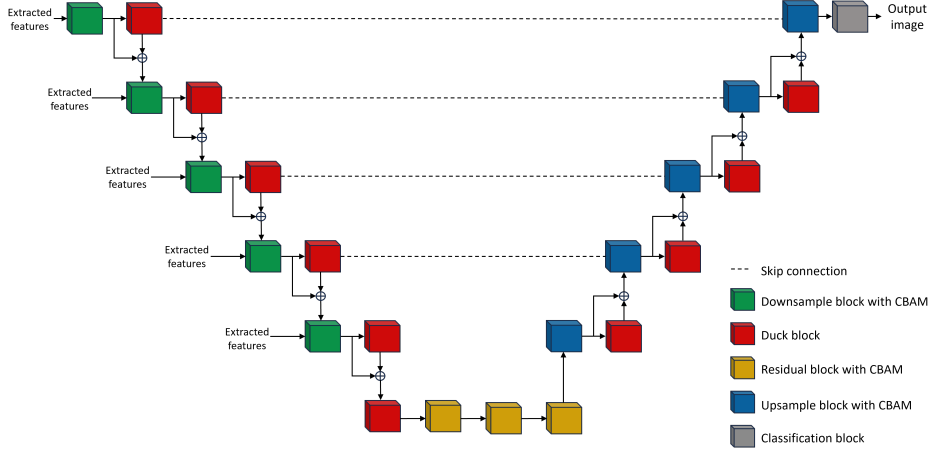 Extracted
features
Output
image
Extracted
features
Extracted
features
Extracted
features
Extracted
features
Skip connection
Downsample block with CBAM
Duck block
Residual block with CBAM
Upsample block with CBAM
Classification block